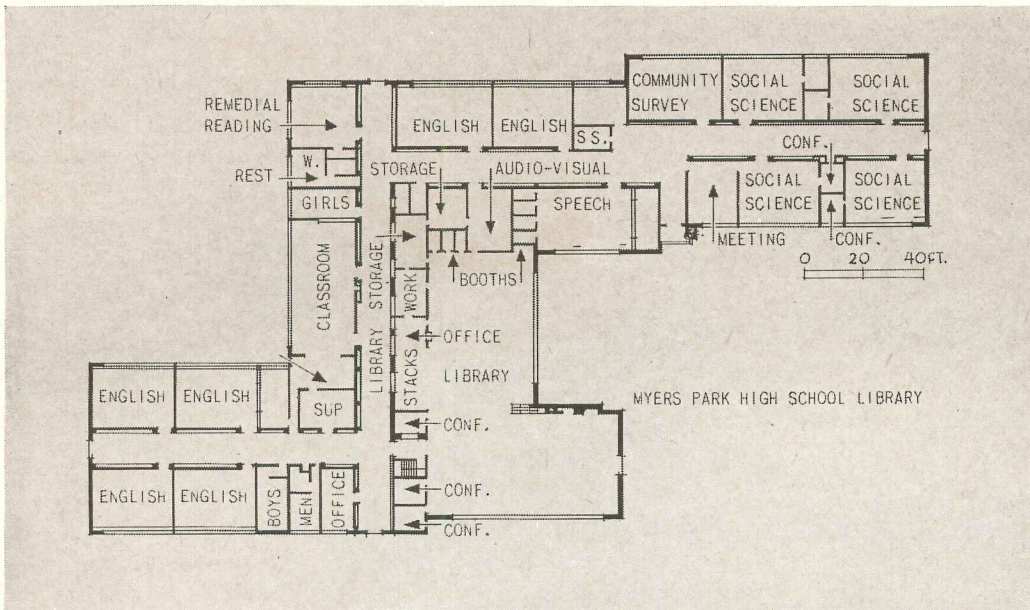 COMMUNITY
SURVEY
SOCIAL
SCIENCE
SOCIAL
SCIENCE
REMEDIAL
READING
ENGLISH
ENGLISH
S S.
CONF.
W.
REST
STORAGE
AUDIO-VISUAL
GIRLS
SPEECH
SOCIAL
SCIENCE
SOCIAL
SCIENCE
MEETING
CONF.
0 20 40FT.
CLASSROOM
LIBRARY STORAGE
WORK
BOOTHS
OFFICE
STACKS
LIBRARY
ENGLISH
ENGLISH
SUP
CONF.
MYERS PARK HIGH SCHOOL LIBRARY
ENGLISH
ENGLISH
BOYS
MEN
OFFICE
CONF.
CONF.